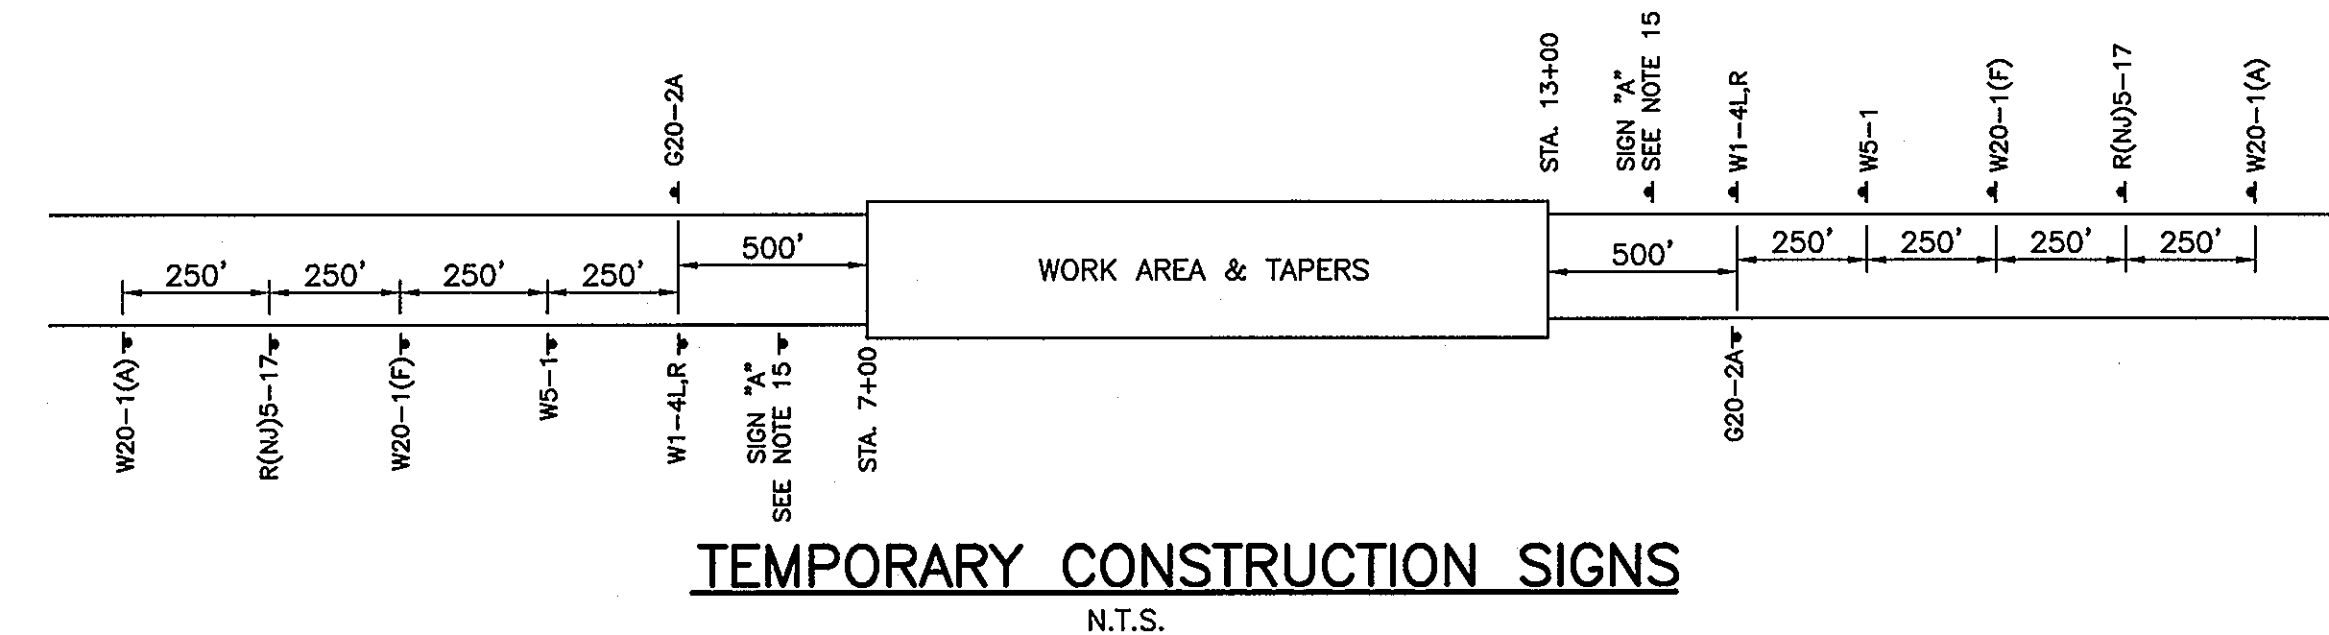 G20-2A
STA. 13+00
SIGN "A"
SEE NOTE 15
W1-4L,R
W5-1
W20-1(F)
R(NJ)5-17
W20-1(A)
250'
250'
250'
250'
500'
WORK AREA & TAPERS
500'
250'
250'
250'
250'
W20-1(A)
R(NJ)5-17
W20-1(F)
W5-1
W1-4L,R
SIGN "A"
SEE NOTE 15
STA. 7+00
G20-2A
TEMPORARY CONSTRUCTION SIGNS
N.T.S.